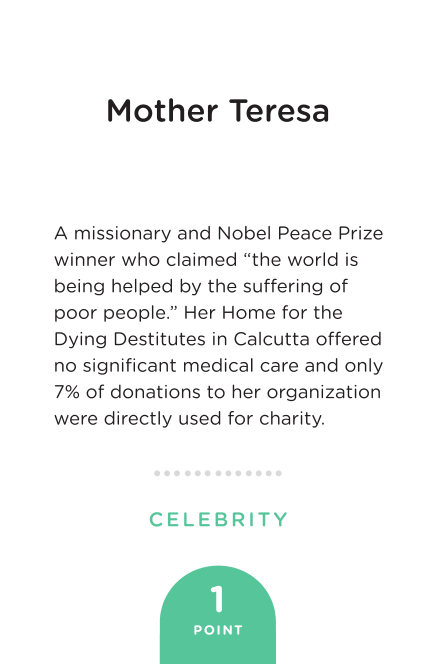 Mother Teresa
A missionary and Nobel Peace Prize
winner who claimed “the world is
being helped by the suffering of
poor people.” Her Home for the
Dying Destitutes in Calcutta offered
no significant medical care and only
7% of donations to her organization
were directly used for charity.
CELEBRITY
1
POINT